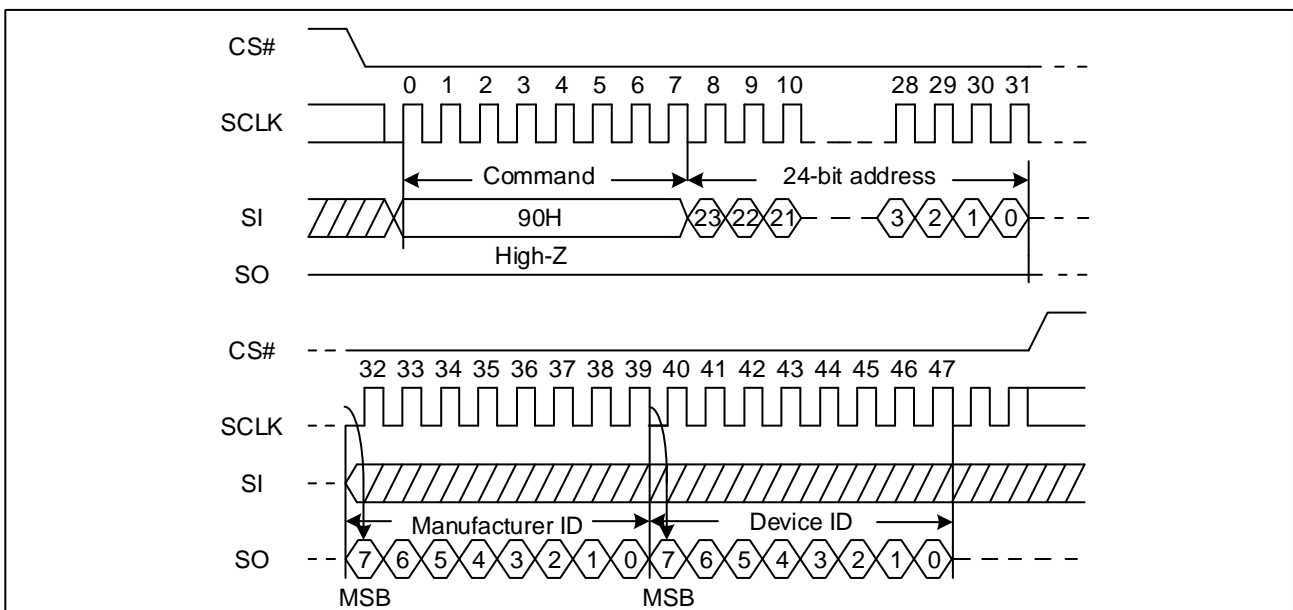 CS#
0 1 2 3 4 5 6 7 8 9 10 28 29 30 31
SCLK
Command 24-bit address
SI 90H 23 22 21 3 2 1 0
High-Z
SO
CS#
32 33 34 35 36 37 38 39 40 41 42 43 44 45 46 47
SCLK
SI
Manufacturer ID Device ID
SO 7 6 5 4 3 2 1 0 7 6 5 4 3 2 1 0
MSB MSB